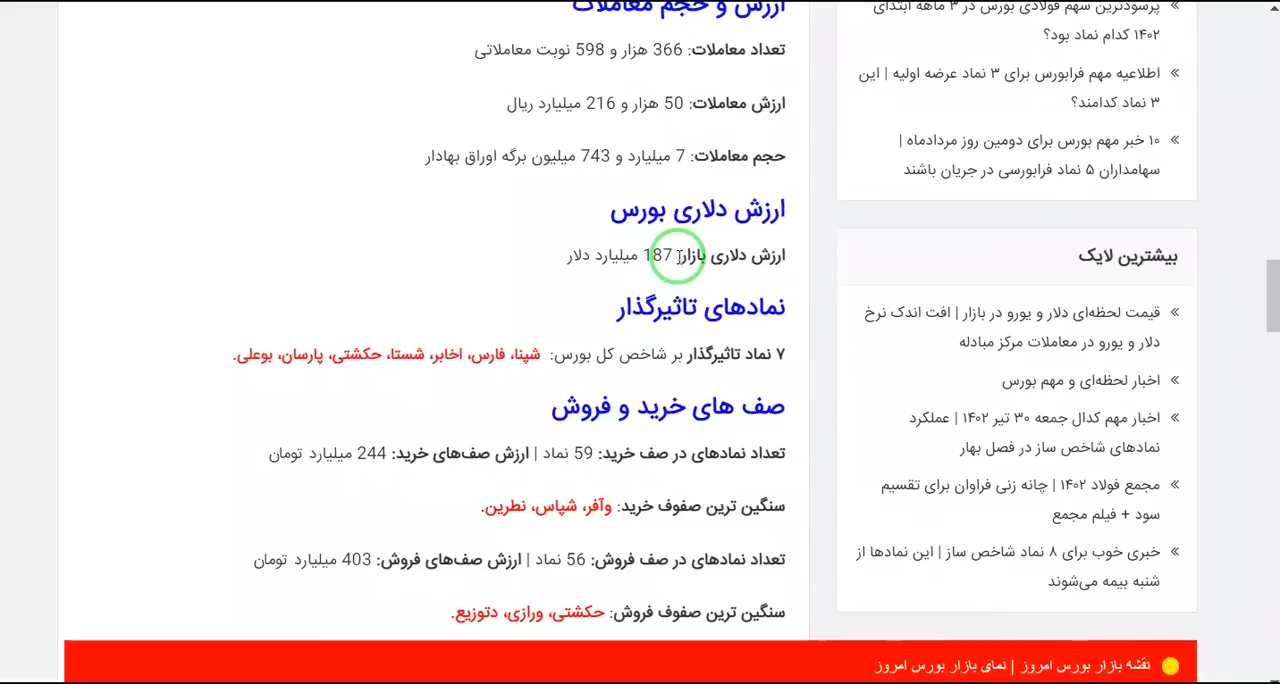 ارزش و حجم معاملات
تعداد معاملات: 366 هزار و 598 نوبت معاملاتی
ارزش معاملات: 50 هزار و 216 میلیارد ریال
حجم معاملات: 7 میلیارد و 743 میلیون برگه اوراق بهادار
ارزش دلاری بورس
ارزش دلاری بازار 187 میلیارد دلار
نمادهای تاثیرگذار
۷ نماد تاثیرگذار بر شاخص کل بورس: شپنا، فارس، اخابر، شستا، حکشتی، پارسان، بوعلی.
صف های خرید و فروش
تعداد نمادهای در صف خرید: 59 نماد | ارزش صف‌های خرید: 244 میلیارد تومان
سنگین ترین صفوف خرید: وآفر، شپاس، نطرین.
تعداد نمادهای در صف فروش: 56 نماد | ارزش صف‌های فروش: 403 میلیارد تومان
سنگین ترین صفوف فروش: حکشتی، ورازی، دتوزیع.
پرسودترین سهم فولادی بورس در ۳ ماهه ابتدای
۱۴۰۲ کدام نماد بود؟
اطلاعیه مهم فرابورس برای ۳ نماد عرضه اولیه | این
۳ نماد کدامند؟
۱۰ خبر مهم بورس برای دومین روز مردادماه |
سهامداران ۵ نماد فرابورسی در جریان باشند
بیشترین لایک
قیمت لحظه‌ای دلار و یورو در بازار | افت اندک نرخ
دلار و یورو در معاملات مرکز مبادله
اخبار لحظه‌ای و مهم بورس
اخبار مهم کدال جمعه ۳۰ تیر ۱۴۰۲ | عملکرد
نمادهای شاخص ساز در فصل بهار
مجمع فولاد ۱۴۰۲ | چانه زنی فراوان برای تقسیم
سود + فیلم مجمع
خبری خوب برای ۸ نماد شاخص ساز | این نمادها از
شنبه بیمه می‌شوند
نقشه بازار بورس امروز | نمای بازار بورس امروز